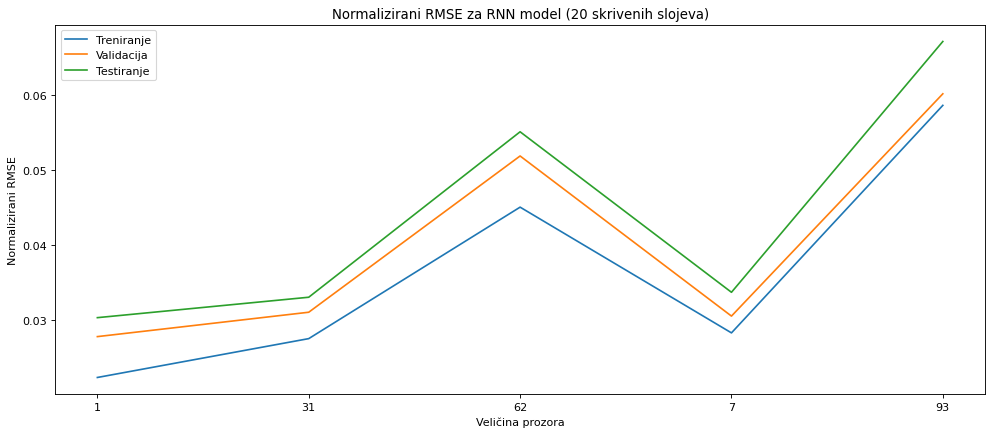 Normalizirani RMSE za RNN model (20 skrivenih slojeva)
Treniranje
Validacija
Testiranje
Normalizirani RMSE
0.06
0.05
0.04
0.03
1 31 62 7 93
Veličina prozora